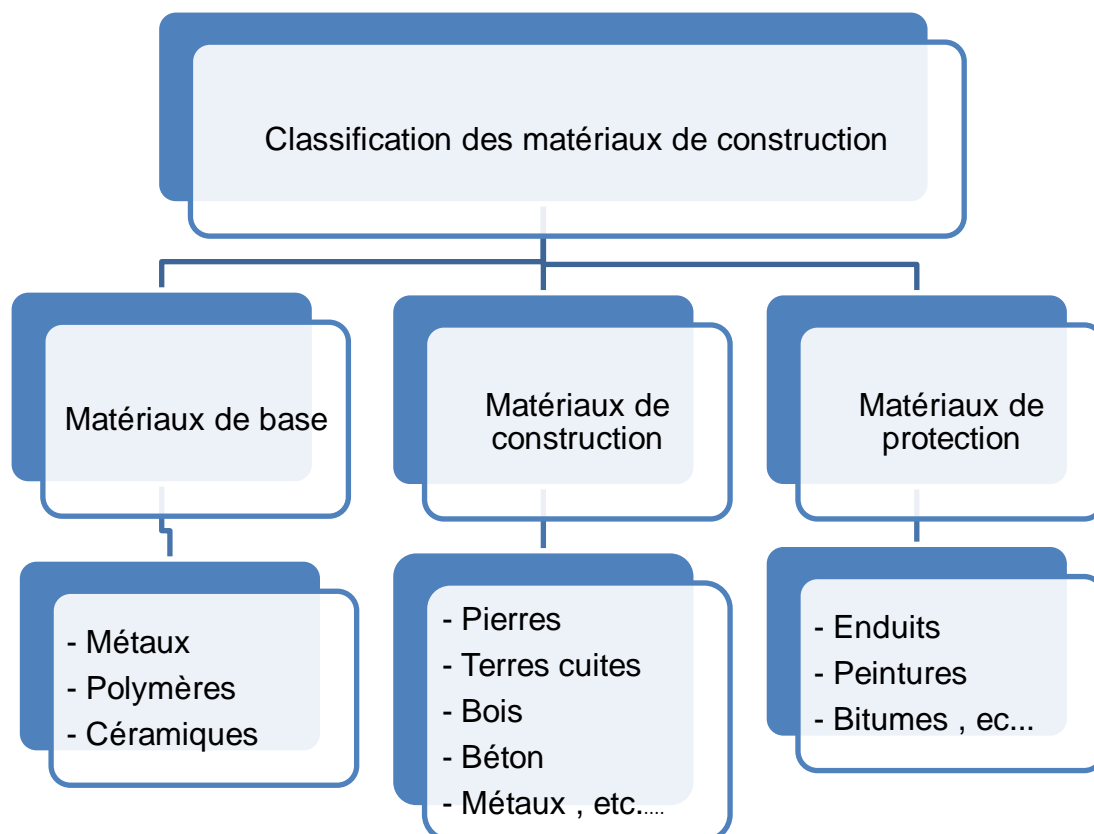 Classification des matériaux de construction
Matériaux de base
Matériaux de
construction
Matériaux de
protection
- Métaux
- Polymères
- Céramiques
- Pierres
- Terres cuites
- Bois
- Béton
- Métaux , etc.....
- Enduits
- Peintures
- Bitumes , ec...